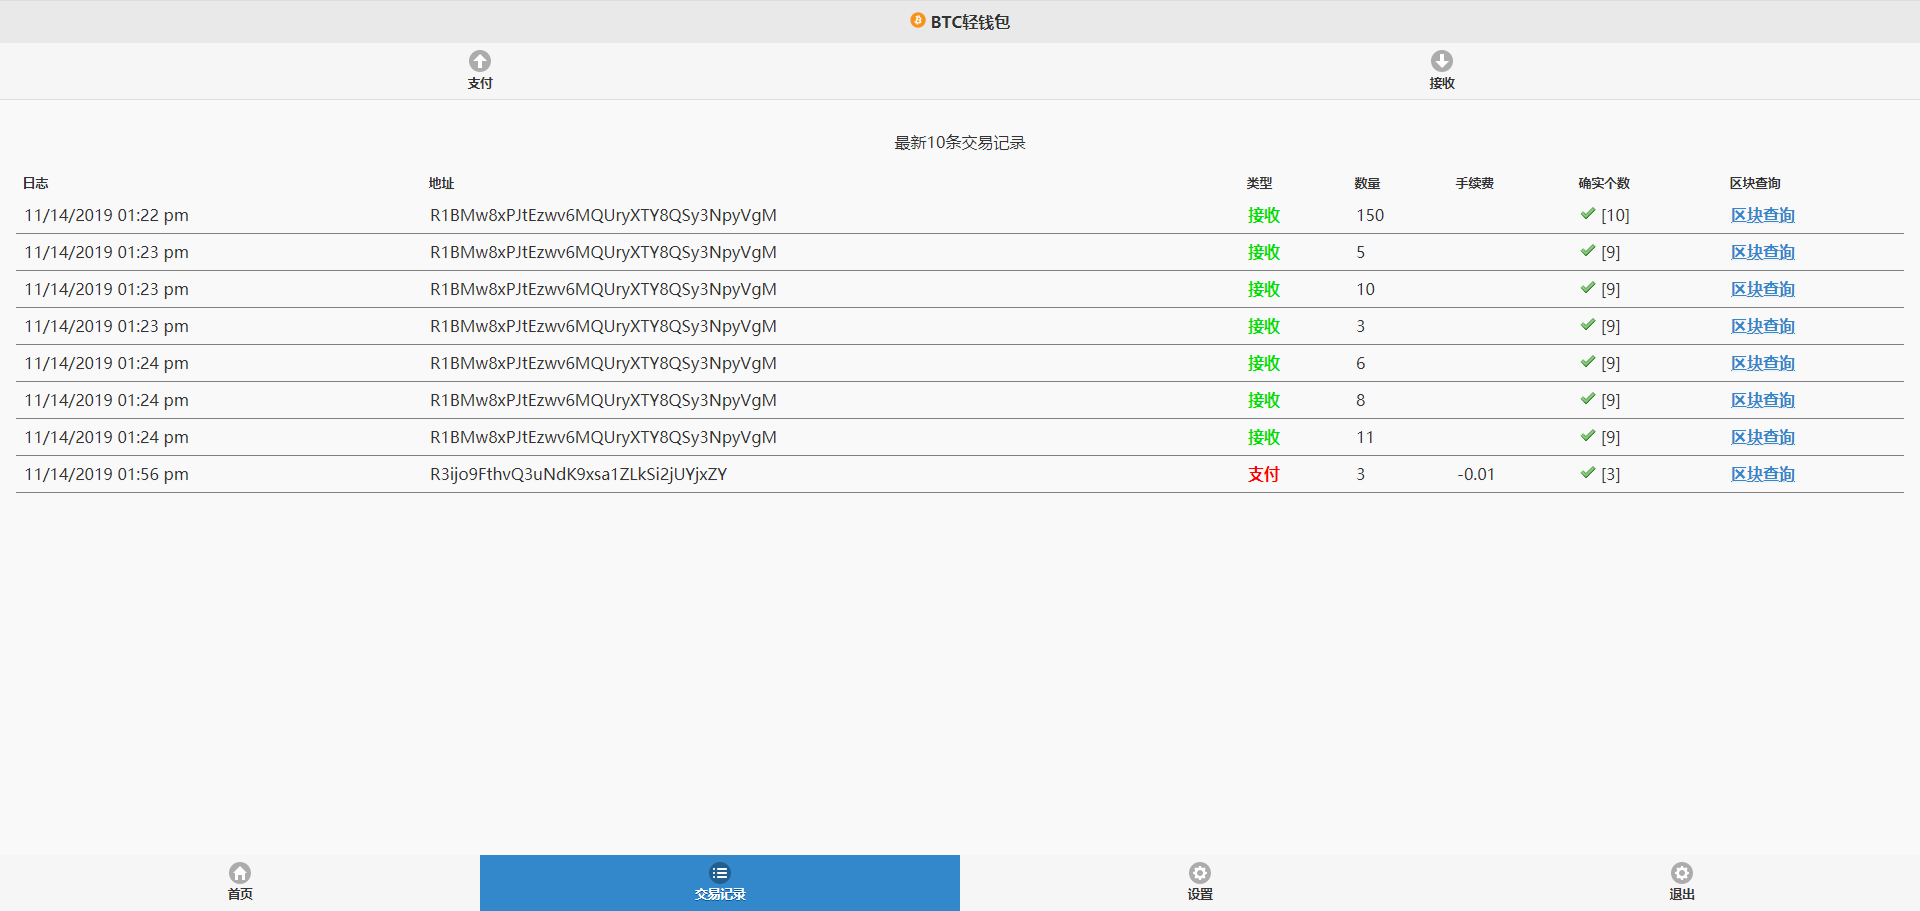 BTC轻钱包
支付 接收
最新10条交易记录
日志 地址 类型 数量 手续费 确实个数 区块查询
11/14/2019 01:22 pm R1BMw8xPJtEzwv6MQUryXTY8QSy3NpyVgM 接收 150 [10] 区块查询
11/14/2019 01:23 pm R1BMw8xPJtEzwv6MQUryXTY8QSy3NpyVgM 接收 5 [9] 区块查询
11/14/2019 01:23 pm R1BMw8xPJtEzwv6MQUryXTY8QSy3NpyVgM 接收 10 [9] 区块查询
11/14/2019 01:23 pm R1BMw8xPJtEzwv6MQUryXTY8QSy3NpyVgM 接收 3 [9] 区块查询
11/14/2019 01:24 pm R1BMw8xPJtEzwv6MQUryXTY8QSy3NpyVgM 接收 6 [9] 区块查询
11/14/2019 01:24 pm R1BMw8xPJtEzwv6MQUryXTY8QSy3NpyVgM 接收 8 [9] 区块查询
11/14/2019 01:24 pm R1BMw8xPJtEzwv6MQUryXTY8QSy3NpyVgM 接收 11 [9] 区块查询
11/14/2019 01:56 pm R3ijo9FthvQ3uNdK9xsa1ZLkSi2jUYjxZY 支付 3 -0.01 [3] 区块查询
首页 交易记录 设置 退出